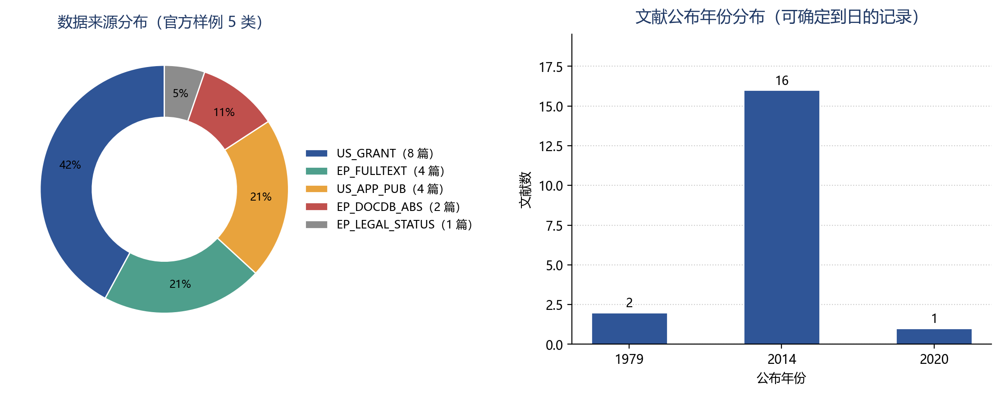 数据来源分布（官方样例 5 类）
5%
11%
42%
21%
21%
US_GRANT（8 篇）
EP_FULLTEXT（4 篇）
US_APP_PUB（4 篇）
EP_DOCDB_ABS（2 篇）
EP_LEGAL_STATUS（1 篇）
文献公布年份分布（可确定到日的记录）
文献数
17.5
15.0
12.5
10.0
7.5
5.0
2.5
0.0
2
16
1
1979
2014
2020
公布年份